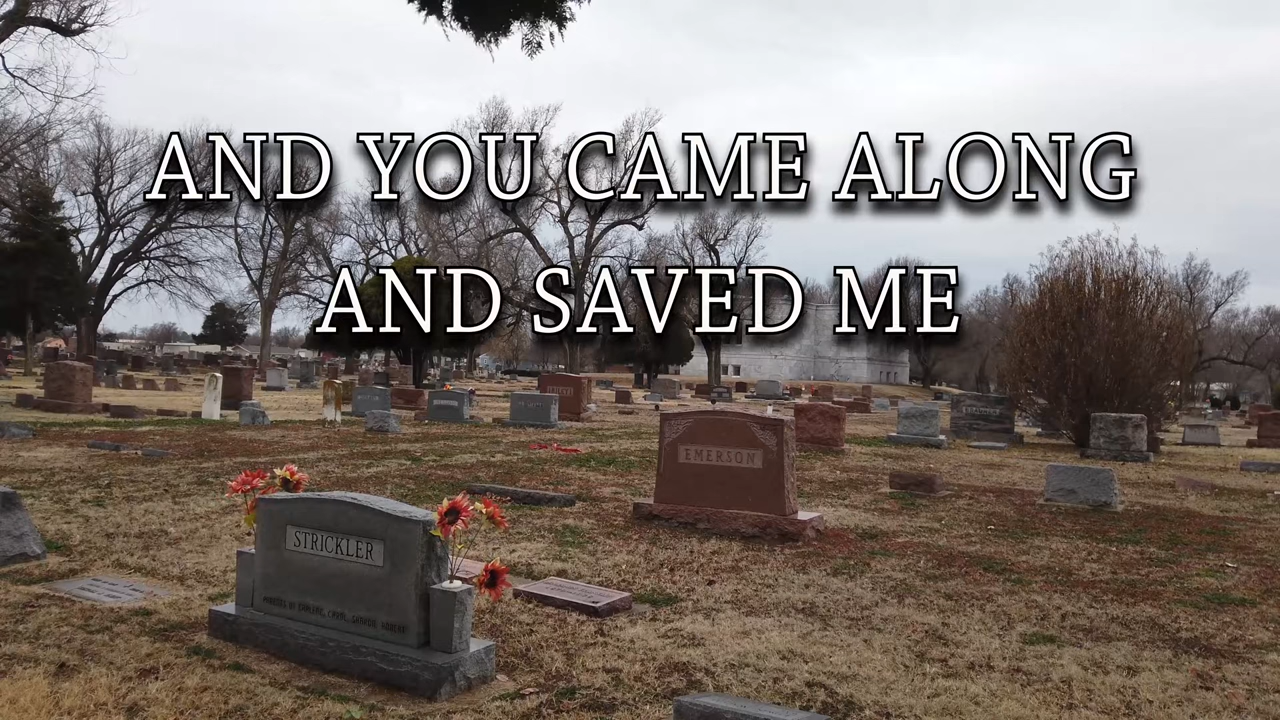 AND YOU CAME ALONG
AND SAVED ME
EMERSON
STRICKLER